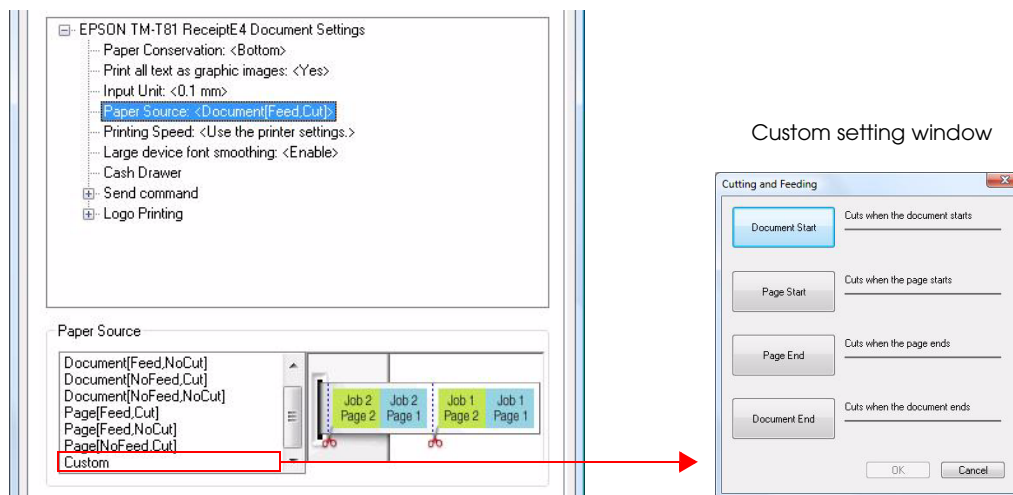 EPSON TM-T81 ReceiptE4 Document Settings
Paper Conservation: <Bottom>
Print all text as graphic images: <Yes>
Input Unit: <0.1 mm>
Paper Source: <Document[Feed,Cut]>
Printing Speed: <Use the printer settings.>
Large device font smoothing: <Enable>
Cash Drawer
Send command
Logo Printing
Paper Source
Document[Feed,NoCut]
Document[NoFeed,Cut]
Document[NoFeed,NoCut]
Page[Feed,Cut]
Page[Feed,NoCut]
Page[NoFeed,Cut]
Custom
Job 2 Job 2 Job 1 Job 1
Page 2 Page 1 Page 2 Page 1
Custom setting window
Cutting and Feeding
Document Start
Cuts when the document starts
Page Start
Cuts when the page starts
Page End
Cuts when the page ends
Document End
Cuts when the document ends
OK Cancel